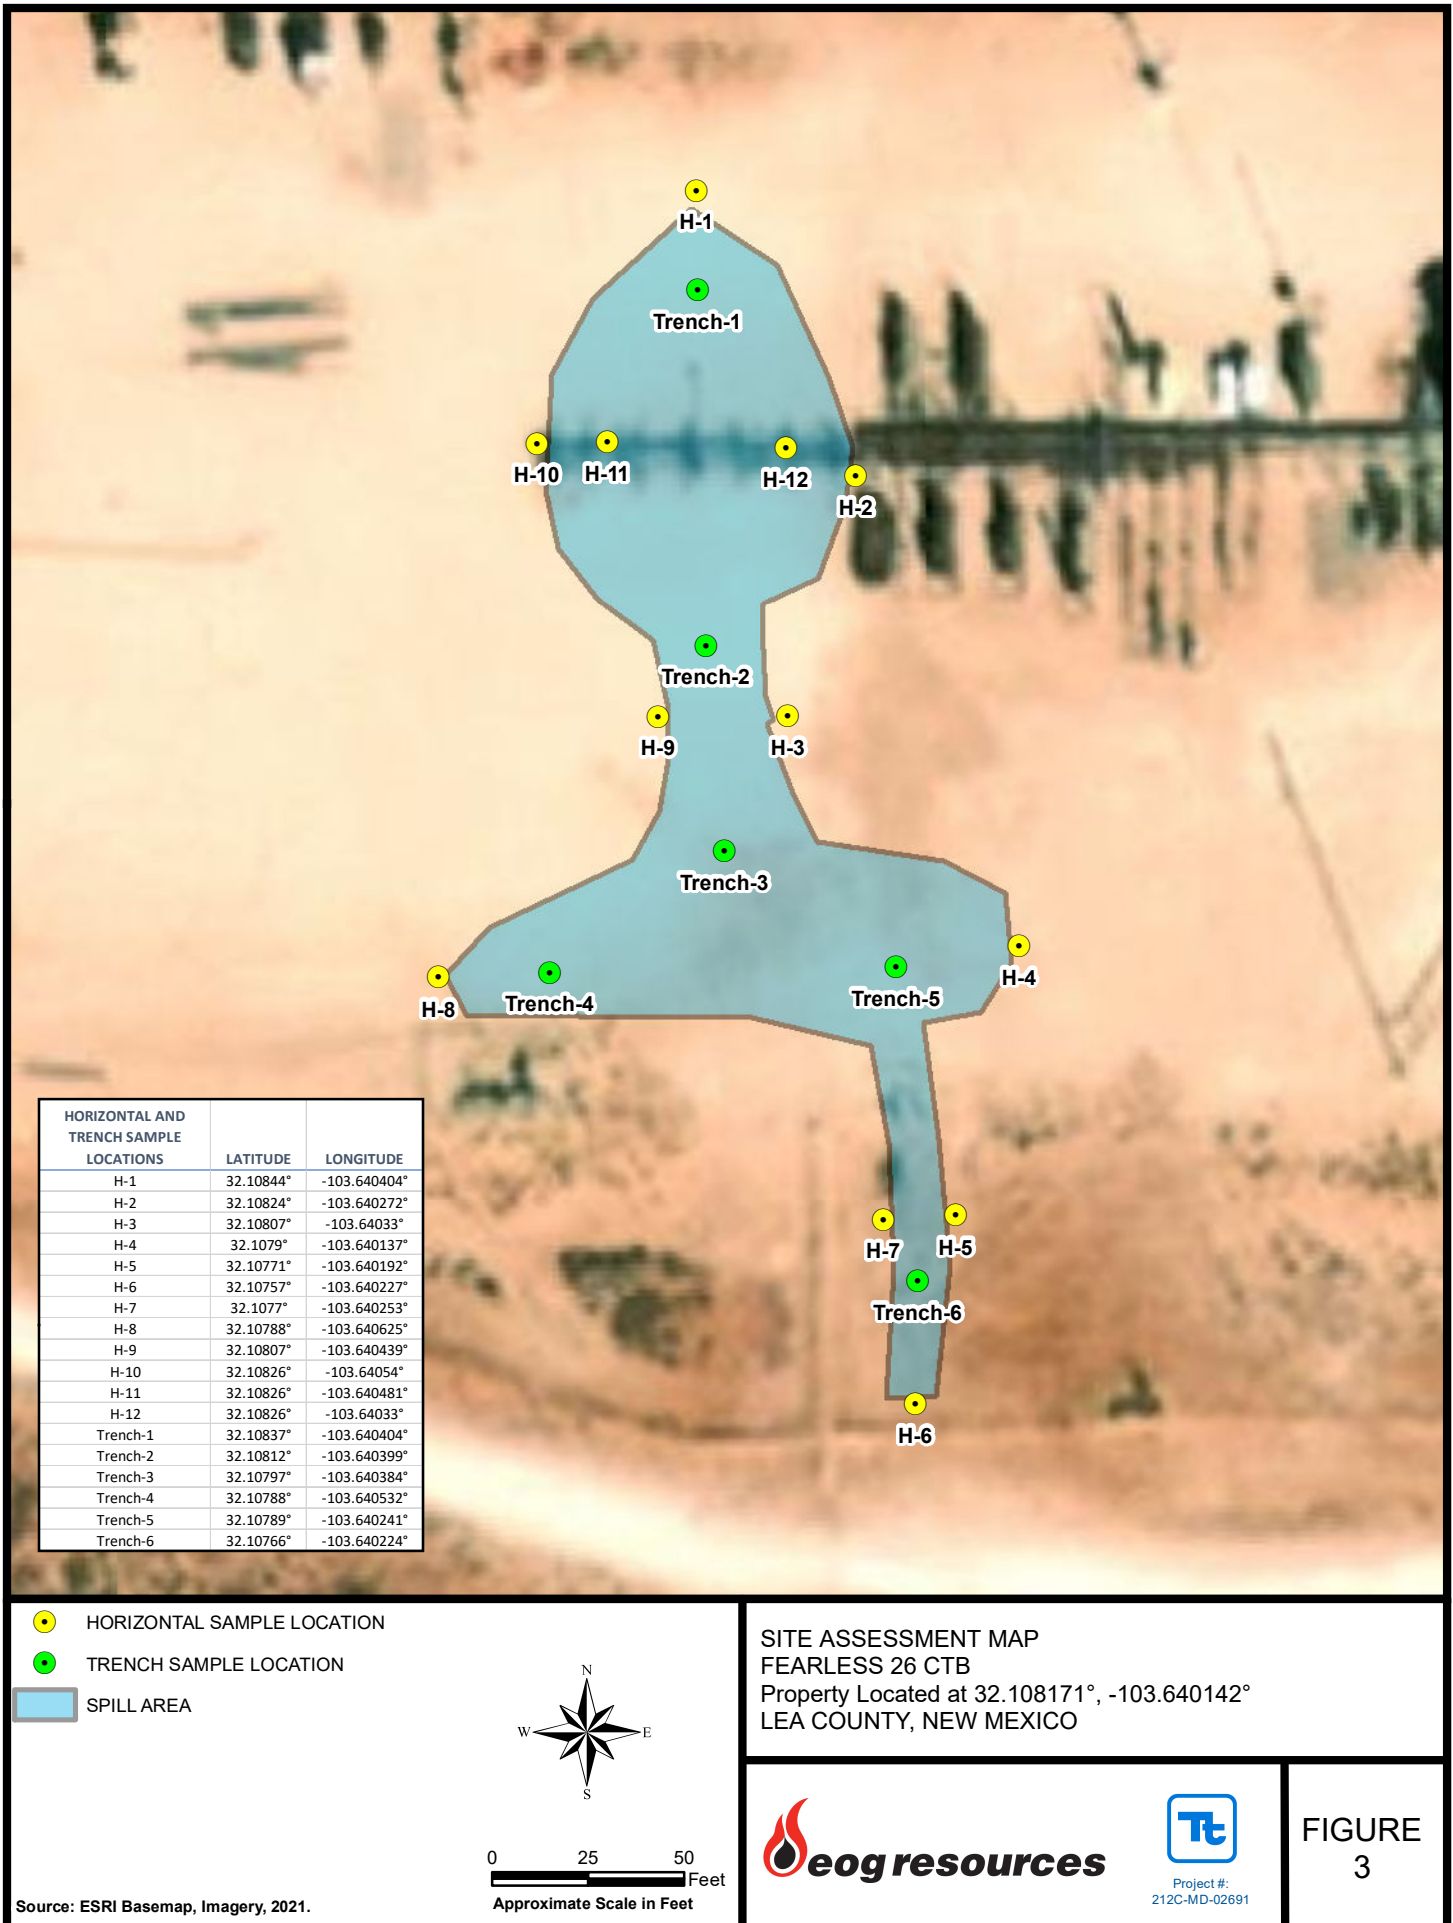 H-1
Trench-1
H-10
H-11
H-12
H-2
Trench-2
H-9
H-3
Trench-3
H-8
Trench-4
Trench-5
H-4
H-7
H-5
Trench-6
H-6
HORIZONTAL AND
TRENCH SAMPLE
LOCATIONS LATITUDE LONGITUDE
H-1 32.10844° -103.640404°
H-2 32.10824° -103.640272°
H-3 32.10807° -103.64033°
H-4 32.1079° -103.640137°
H-5 32.10771° -103.640192°
H-6 32.10757° -103.640227°
H-7 32.1077° -103.640253°
H-8 32.10788° -103.640625°
H-9 32.10807° -103.640439°
H-10 32.10826° -103.64054°
H-11 32.10826° -103.640481°
H-12 32.10826° -103.64033°
Trench-1 32.10837° -103.640404°
Trench-2 32.10812° -103.640399°
Trench-3 32.10797° -103.640384°
Trench-4 32.10788° -103.640532°
Trench-5 32.10789° -103.640241°
Trench-6 32.10766° -103.640224°
HORIZONTAL SAMPLE LOCATION
TRENCH SAMPLE LOCATION
SPILL AREA
N
W E
S
0 25 50
Feet
Approximate Scale in Feet
Source: ESRI Basemap, Imagery, 2021.
SITE ASSESSMENT MAP
FEARLESS 26 CTB
Property Located at 32.108171°, -103.640142°
LEA COUNTY, NEW MEXICO
eog resources
Tt
Project #:
212C-MD-02691
FIGURE
3